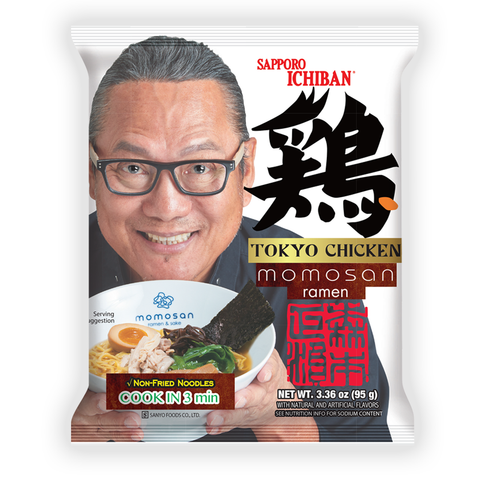 SAPPORO
ICHIBAN®
鶏
TOKYO CHICKEN
momosan
ramen
Serving
uggestion
momosan
ramen & sake
√ NON-FRIED NOODLES
COOK IN 3 min
S SANYO FOODS CO., LTD.
NET WT. 3.36 oz (95 g)
WITH NATURAL AND ARTIFICIAL FLAVORS
SEE NUTRITION INFO FOR SODIUM CONTENT